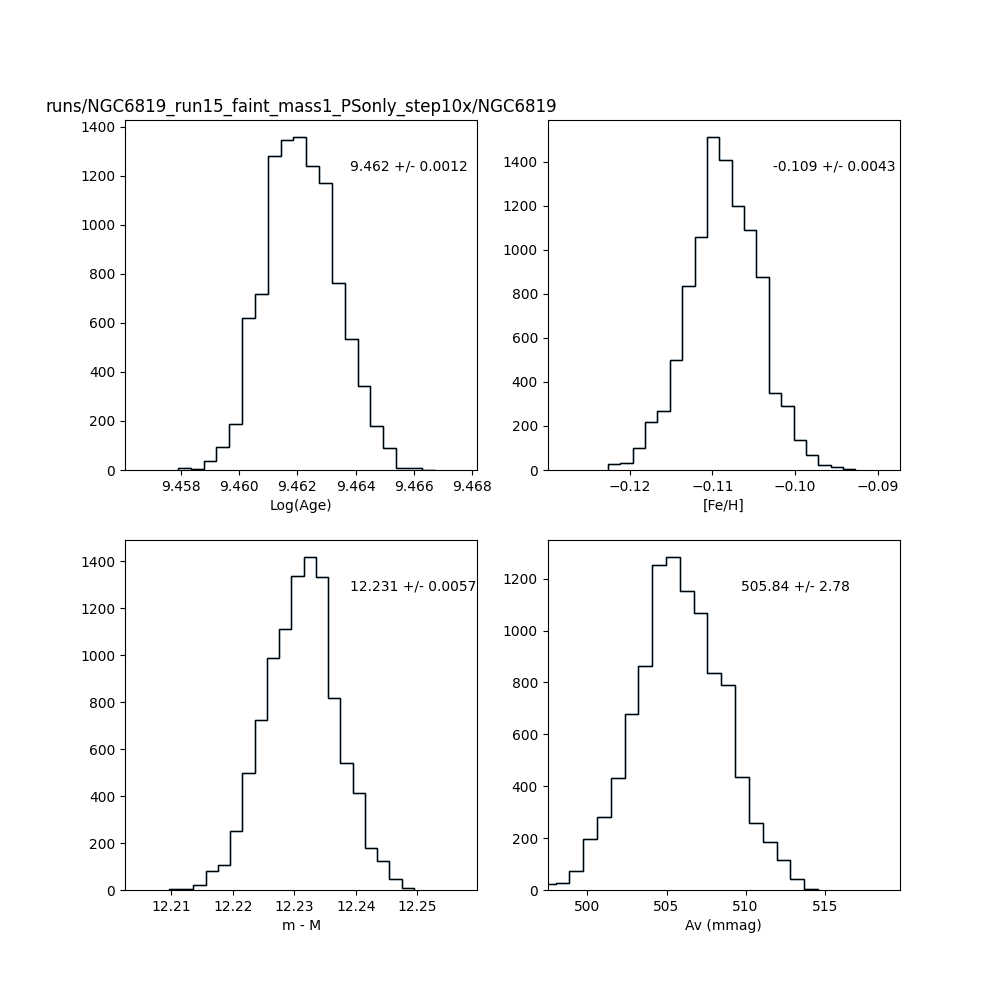 runs/NGC6819_run15_faint_mass1_PSonly_step10x/NGC6819
1400
1200
1000
800
600
400
200
0
9.462 +/- 0.0012
9.458 9.460 9.462 9.464 9.466 9.468
Log(Age)
1400
1200
1000
800
600
400
200
0
-0.109 +/- 0.0043
−0.12 −0.11 −0.10 −0.09
[Fe/H]
1400
1200
1000
800
600
400
200
0
12.231 +/- 0.0057
12.21 12.22 12.23 12.24 12.25
m - M
1200
1000
800
600
400
200
0
505.84 +/- 2.78
500 505 510 515
Av (mmag)